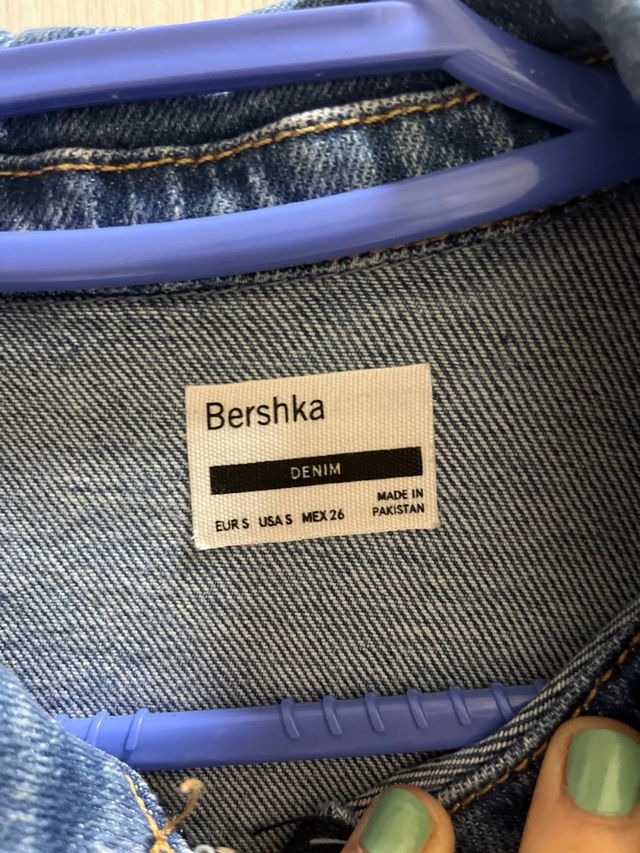 Bershka
DENIM
EUR S USA S MEX 26
MADE IN
PAKISTAN